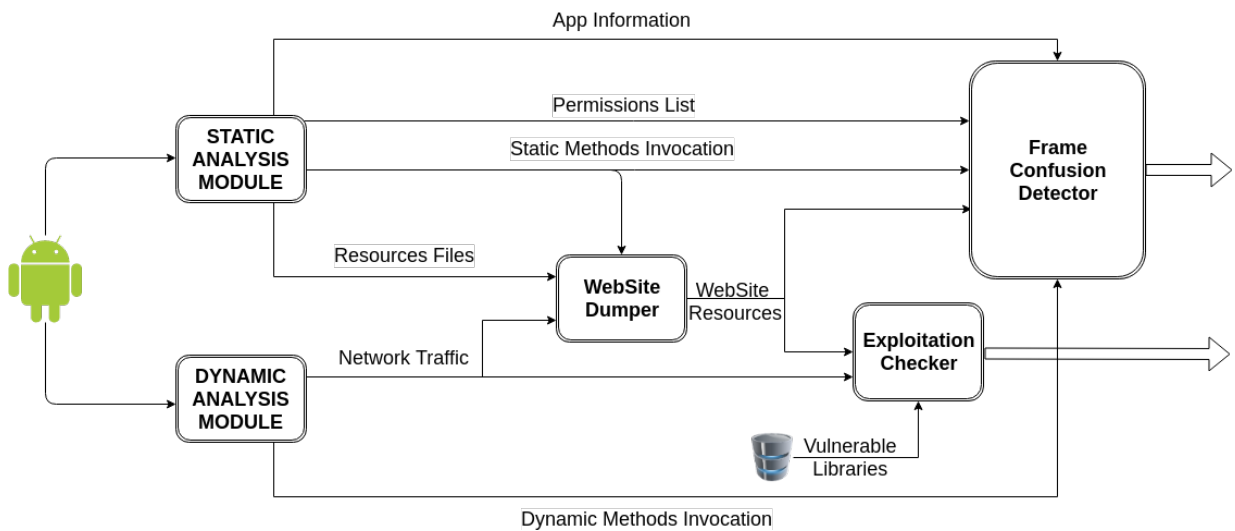 App Information
Permissions List
STATIC
ANALYSIS
MODULE
Static Methods Invocation
Frame
Confusion
Detector
Resources Files
WebSite
Dumper
WebSite
Resources
Network Traffic
Exploitation
Checker
DYNAMIC
ANALYSIS
MODULE
Vulnerable
Libraries
Dynamic Methods Invocation